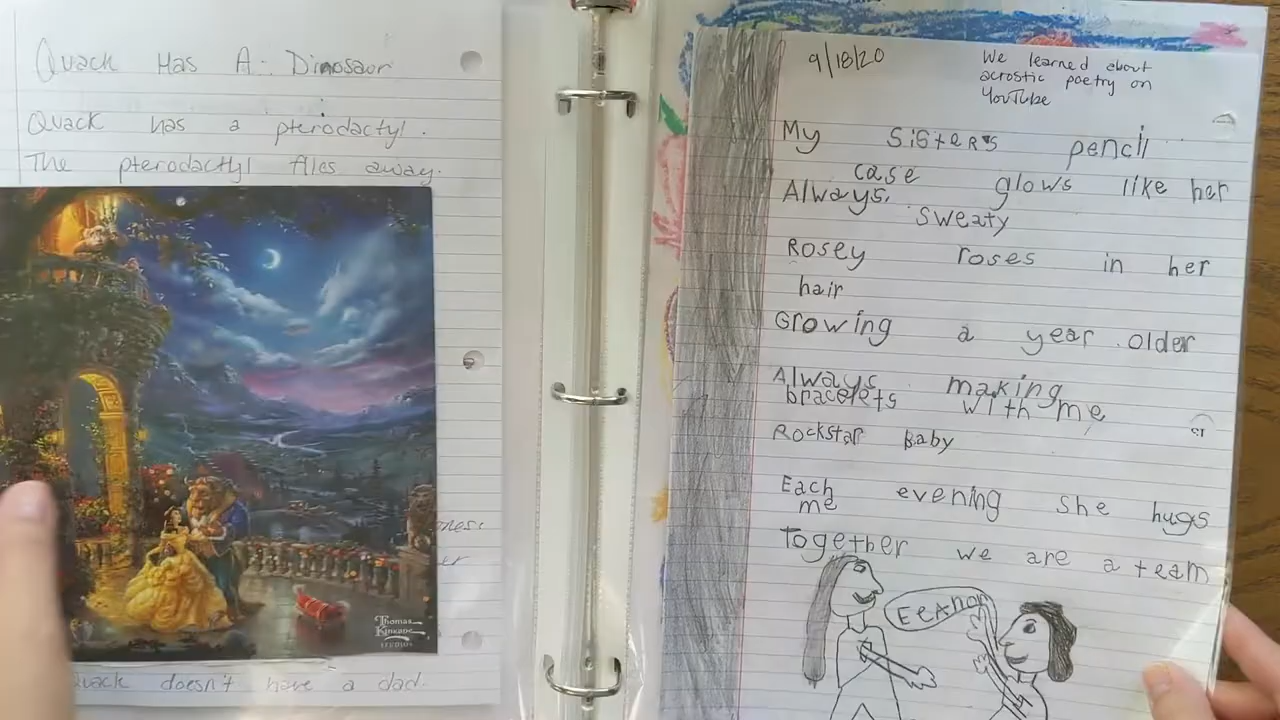 Quack Has A Dinosaur
Quack has a pterodactyl.
The pterodactyl flies away.
Thomas
Kinkade
STUDIOS
er
Quack doesn't have a dad.
9/18/20
We learned about
acrostic poetry on
YouTube
My sister's pencil
case
Always glows like her
sweaty
Rosey roses in her
hair
Growing a year older
Always making
bracelets with me
Rockstar Baby
Each evening she hugs
me
Together we are a team